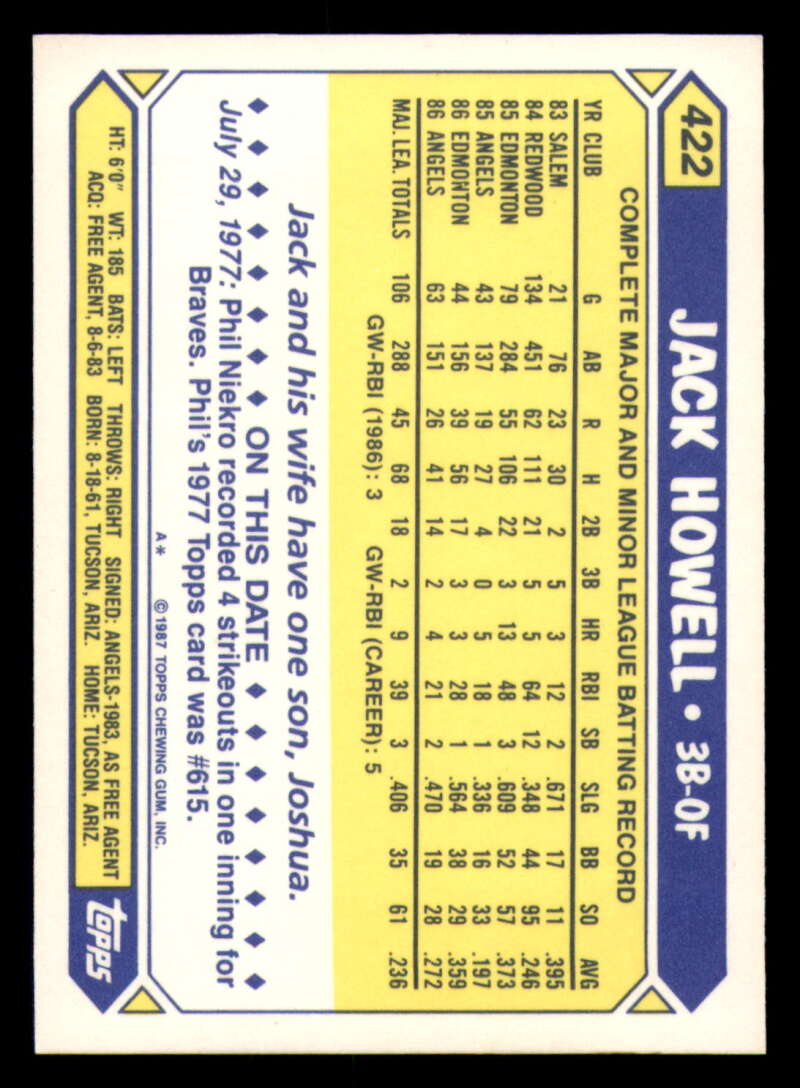 422 JACK HOWELL • 3B-OF
COMPLETE MAJOR AND MINOR LEAGUE BATTING RECORD
YR CLUB G AB R H 2B 3B HR RBI SB SLG BB SO AVG
83 SALEM 21 76 23 30 2 5 3 12 2 .671 17 11 .395
84 REDWOOD 134 451 62 111 21 5 5 64 12 .348 44 95 .246
85 EDMONTON 79 284 55 106 22 3 13 48 3 .609 52 57 .373
85 ANGELS 43 137 19 27 4 0 5 18 1 .336 16 33 .197
86 EDMONTON 44 156 39 56 17 3 3 28 1 .564 38 29 .359
86 ANGELS 63 151 26 41 14 2 4 21 2 .470 19 28 .272
MAJ. LEA. TOTALS 106 288 45 68 18 2 9 39 3 .406 35 61 .236
GW-RBI (1986): 3 GW-RBI (CAREER): 5
Jack and his wife have one son, Joshua.
◆ ◆ ◆ ◆ ◆ ◆ ◆ ◆ ON THIS DATE ◆ ◆ ◆ ◆ ◆ ◆ ◆ ◆
July 29, 1977: Phil Niekro recorded 4 strikeouts in one inning for
Braves. Phil's 1977 Topps card was #615.
A* © 1987 TOPPS CHEWING GUM, INC.
HT: 6'0" WT: 185 BATS: LEFT THROWS: RIGHT SIGNED: ANGELS-1983, AS FREE AGENT
ACQ: FREE AGENT, 8-6-83 BORN: 8-18-61, TUCSON, ARIZ. HOME: TUCSON, ARIZ.
topps